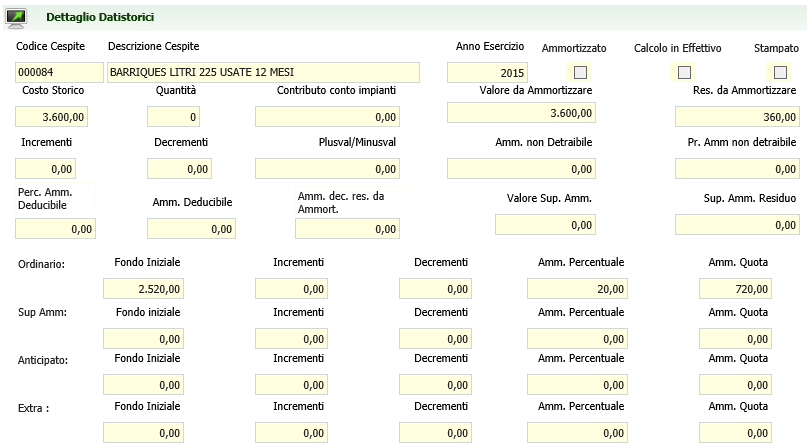 Dettaglio Datistorici
Codice Cespite Descrizione Cespite Anno Esercizio Ammortizzato Calcolo in Effettivo Stampato
000084 BARRIQUES LITRI 225 USATE 12 MESI 2015
Costo Storico Quantità Contributo conto impianti Valore da Ammortizzare Res. da Ammortizzare
3.600,00 0 0,00 3.600,00 360,00
Incrementi Decrementi Plusval/Minusval Amm. non Detraibile Pr. Amm non detraibile
0,00 0,00 0,00 0,00 0,00
Perc. Amm. Deducibile Amm. Deducibile Amm. dec. res. da Ammort. Valore Sup. Amm. Sup. Amm. Residuo
0,00 0,00 0,00 0,00 0,00
Ordinario: Fondo Iniziale Incrementi Decrementi Amm. Percentuale Amm. Quota
2.520,00 0,00 0,00 20,00 720,00
Sup Amm: Fondo iniziale Incrementi Decrementi Amm. Percentuale Amm. Quota
0,00 0,00 0,00 0,00 0,00
Anticipato: Fondo Iniziale Incrementi Decrementi Amm. Percentuale Amm. Quota
0,00 0,00 0,00 0,00 0,00
Extra : Fondo Iniziale Incrementi Decrementi Amm. Percentuale Amm. Quota
0,00 0,00 0,00 0,00 0,00